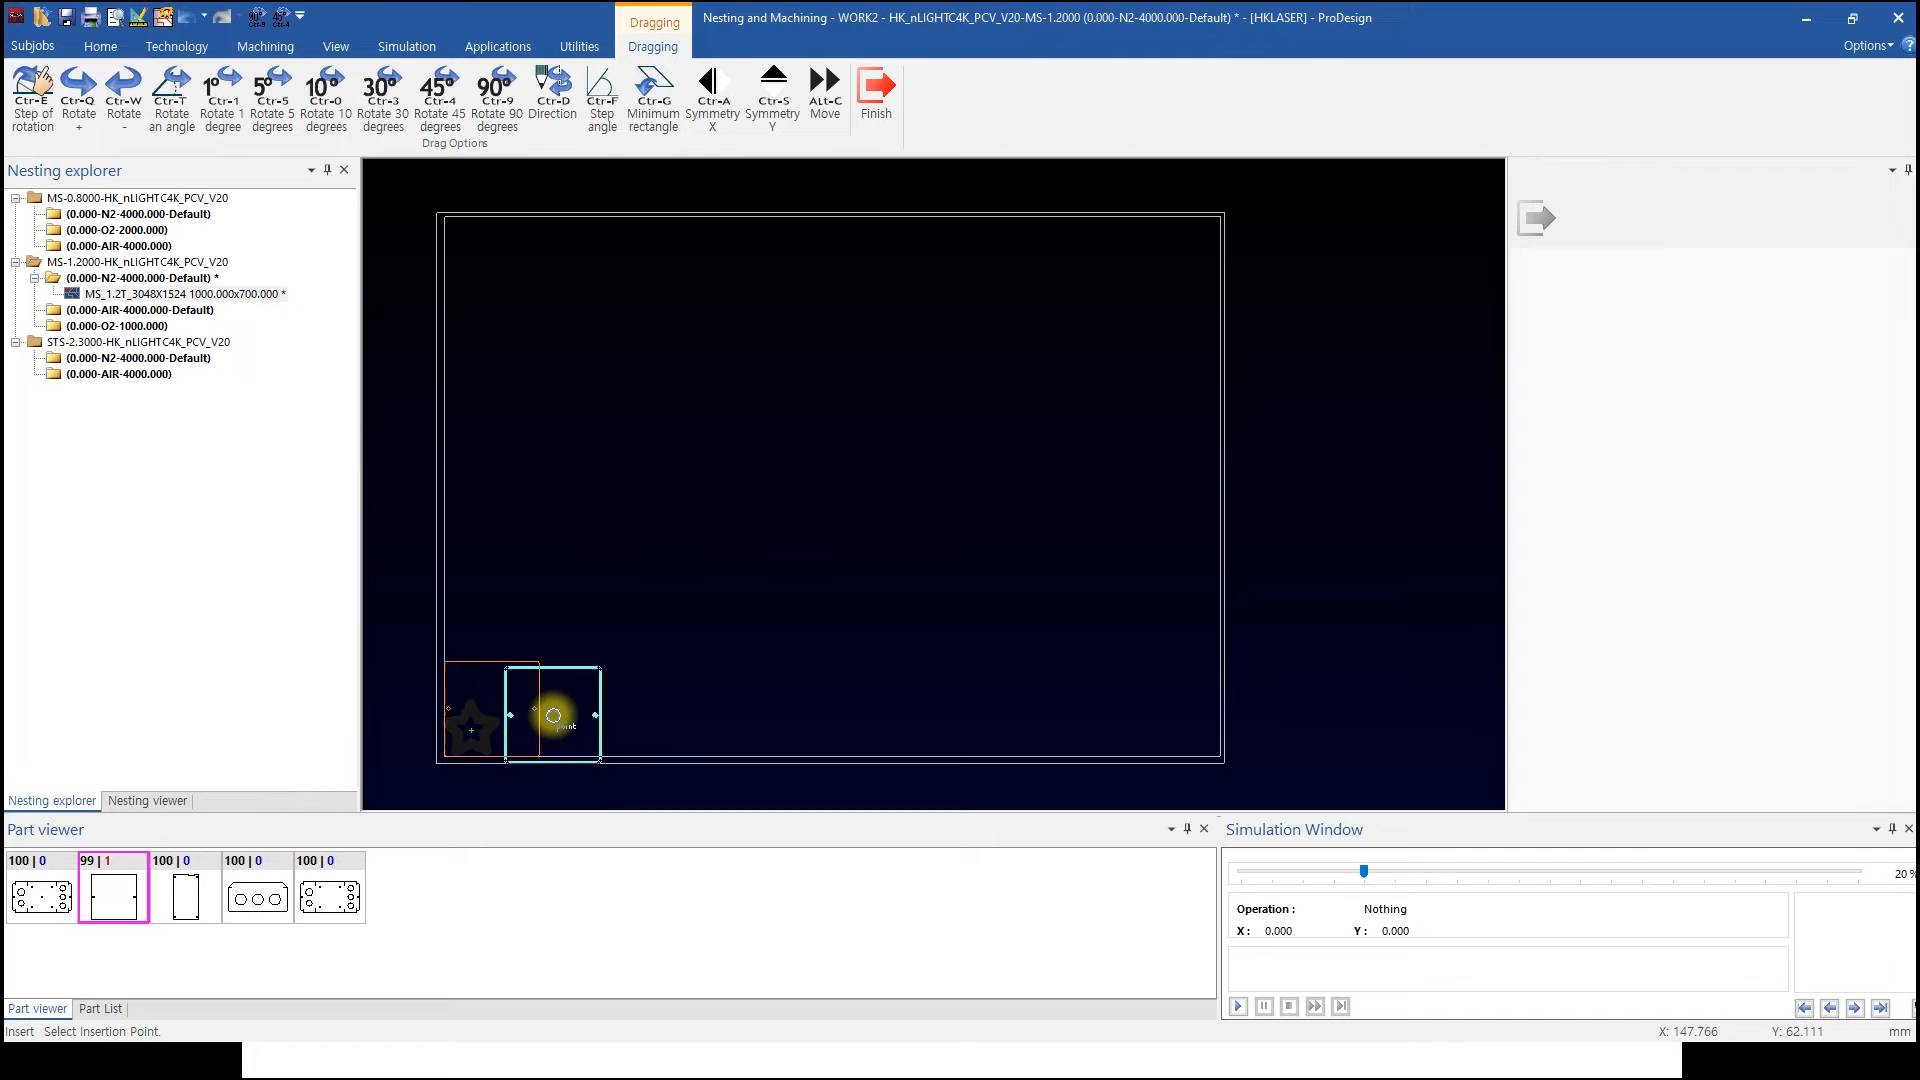 Dragging
Nesting and Machining - WORK2 - HK_nLIGHTC4K_PCV_V20-MS-1.2000 (0.000-N2-4000.000-Default) * - [HKLASER] - ProDesign
Subjobs Home Technology Machining View Simulation Applications Utilities Dragging Options
1º 5º 10º 30º 45º 90º
Ctr-E Ctr-Q Ctr-W Ctr-T Ctr-1 Ctr-5 Ctr-0 Ctr-3 Ctr-4 Ctr-9 Ctr-D Ctr-F Ctr-G Ctr-A Ctr-S Alt-C
Step of Rotate Rotate Rotate Rotate 1 Rotate 5 Rotate 10 Rotate 30 Rotate 45 Rotate 90 Direction Step Minimum Symmetry Symmetry Move Finish
rotation + - an angle degree degrees degrees degrees degrees degrees angle rectangle X Y
Drag Options
Nesting explorer
MS-0.8000-HK_nLIGHTC4K_PCV_V20
(0.000-N2-4000.000-Default)
(0.000-O2-2000.000)
(0.000-AIR-4000.000)
MS-1.2000-HK_nLIGHTC4K_PCV_V20
(0.000-N2-4000.000-Default) *
MS_1.2T_3048X1524 1000.000x700.000 *
(0.000-AIR-4000.000-Default)
(0.000-O2-1000.000)
STS-2.3000-HK_nLIGHTC4K_PCV_V20
(0.000-N2-4000.000-Default)
(0.000-AIR-4000.000)
point
Nesting explorer Nesting viewer
Part viewer
100 | 0 99 | 1 100 | 0 100 | 0 100 | 0
Part viewer Part List
Simulation Window
20 %
Operation : Nothing
X : 0.000 Y : 0.000
Insert Select Insertion Point.
X: 147.766 Y: 62.111 mm